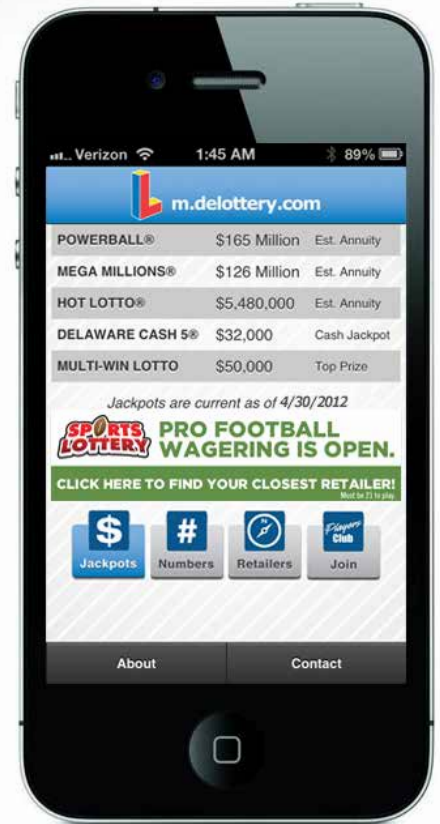 Verizon 1:45 AM 89%
m.delottery.com
POWERBALL® $165 Million Est. Annuity
MEGA MILLIONS® $126 Million Est. Annuity
HOT LOTTO® $5,480,000 Est. Annuity
DELAWARE CASH 5® $32,000 Cash Jackpot
MULTI-WIN LOTTO $50,000 Top Prize
Jackpots are current as of 4/30/2012
SPORTS LOTTERY
PRO FOOTBALL
WAGERING IS OPEN.
CLICK HERE TO FIND YOUR CLOSEST RETAILER!
Must be 21 to play.
$ # N Players Club
Jackpots Numbers Retailers Join
About Contact